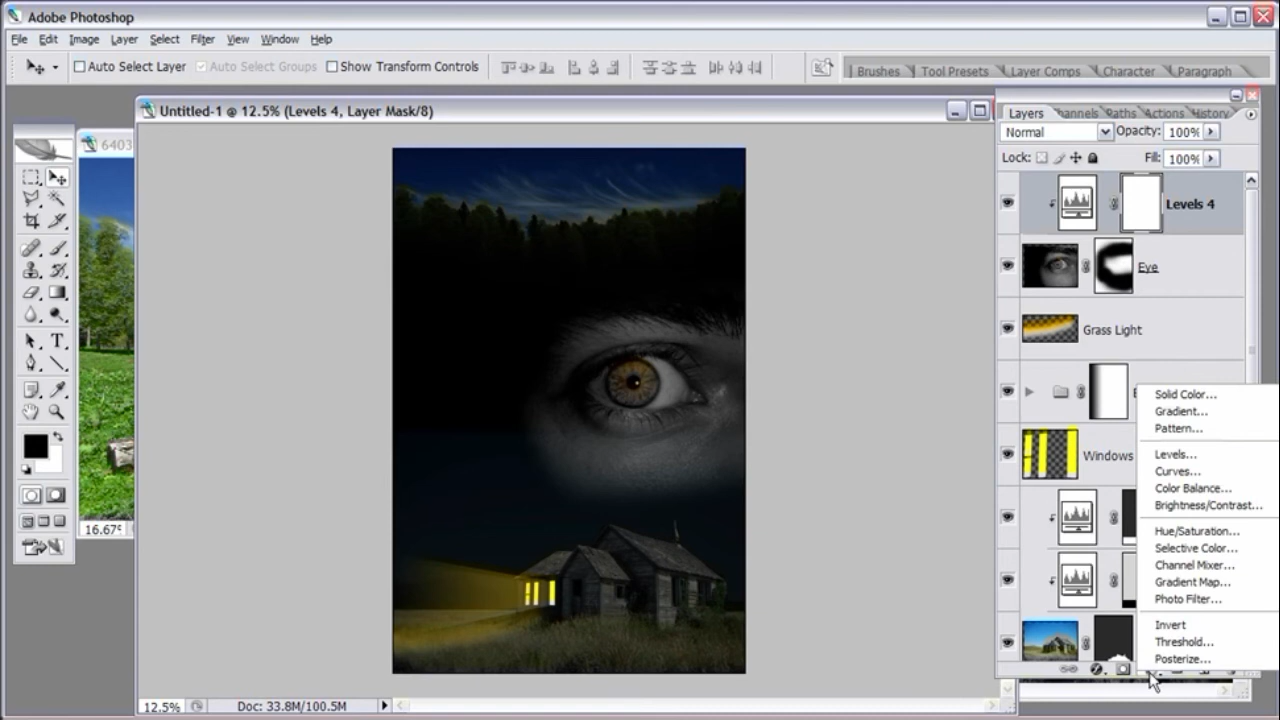 Adobe Photoshop
File Edit Image Layer Select Filter View Window Help
Auto Select Layer Auto Select Groups Show Transform Controls
Brushes Tool Presets Layer Comps Character Paragraph
Untitled-1 @ 12.5% (Levels 4, Layer Mask/8)
6403
Layers Channels Paths Actions History
Normal Opacity: 100%
Lock: Fill: 100%
Levels 4
Eye
Grass Light
Windows
Solid Color...
Gradient...
Pattern...
Levels...
Curves...
Color Balance...
Brightness/Contrast...
Hue/Saturation...
Selective Color...
Channel Mixer...
Gradient Map...
Photo Filter...
Invert
Threshold...
Posterize...
16.67%
12.5% Doc: 33.8M/100.5M